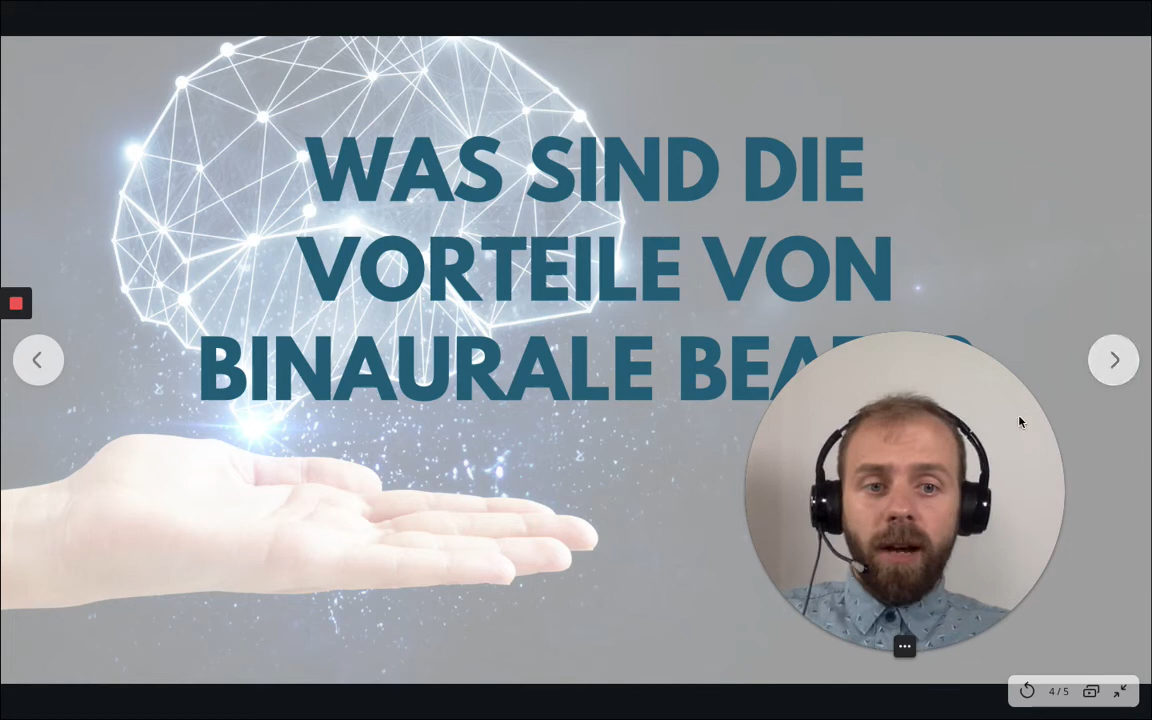 WAS SIND DIE
VORTEILE VON
BINAURALE
4 / 5